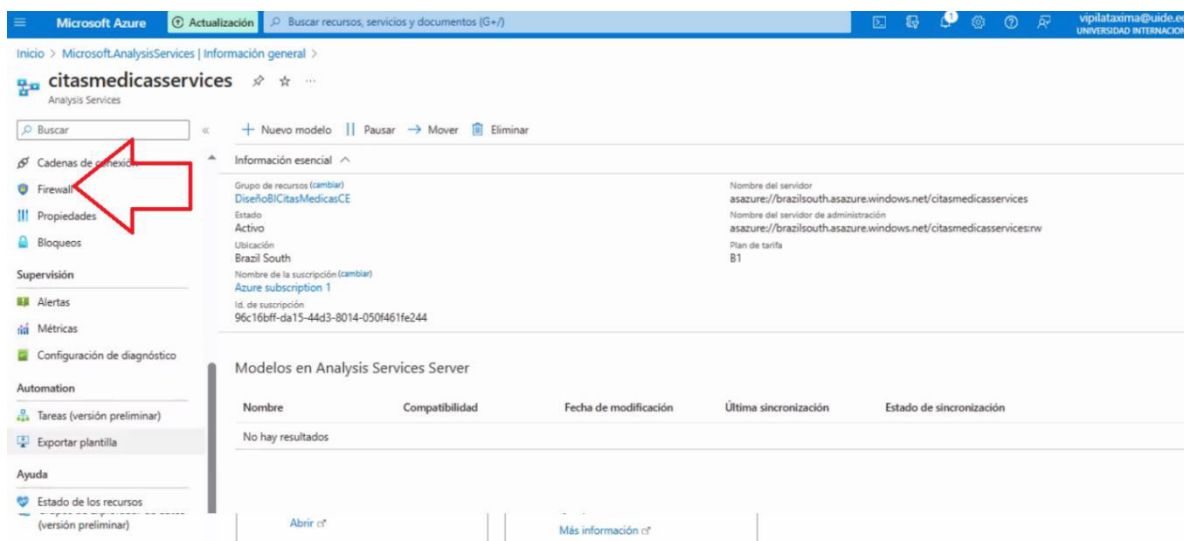 Microsoft Azure
Actualización
Buscar recursos, servicios y documentos (G+/)
vipilataxima@uide.ec
UNIVERSIDAD INTERNACION
Inicio > Microsoft.AnalysisServices | Información general >
citasmedicasservices
Analysis Services
Buscar
Nuevo modelo
Pausar
Mover
Eliminar
Cadenas de conexión
Firewall
Propiedades
Bloqueos
Supervisión
Alertas
Métricas
Configuración de diagnóstico
Automation
Tareas (versión preliminar)
Exportar plantilla
Ayuda
Estado de los recursos
(versión preliminar)
Información esencial
Grupo de recursos (cambiar)
DiseñoBICitasMedicasCE
Estado
Activo
Ubicación
Brazil South
Nombre de la suscripción (cambiar)
Azure subscription 1
Id. de suscripción
96c16bff-da15-44d3-8014-050f461fe244
Nombre del servidor
asazure://brazilsouth.asazure.windows.net/citasmedicasservices
Nombre del servidor de administración
asazure://brazilsouth.asazure.windows.net/citasmedicasservices:rw
Plan de tarifa
B1
Modelos en Analysis Services Server
Nombre Compatibilidad Fecha de modificación Última sincronización Estado de sincronización
No hay resultados
Abrir
Más información